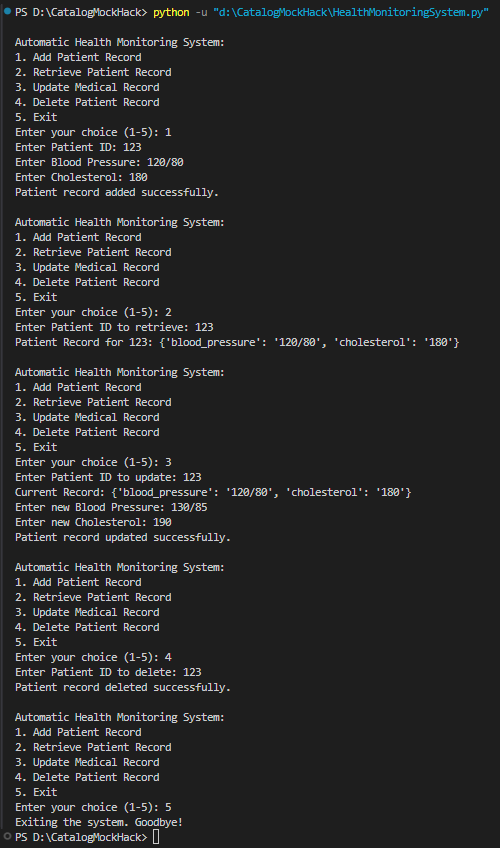 PS D:\CatalogMockHack> python -u "d:\CatalogMockHack\HealthMonitoringSystem.py"
Automatic Health Monitoring System:
1. Add Patient Record
2. Retrieve Patient Record
3. Update Medical Record
4. Delete Patient Record
5. Exit
Enter your choice (1-5): 1
Enter Patient ID: 123
Enter Blood Pressure: 120/80
Enter Cholesterol: 180
Patient record added successfully.
Automatic Health Monitoring System:
1. Add Patient Record
2. Retrieve Patient Record
3. Update Medical Record
4. Delete Patient Record
5. Exit
Enter your choice (1-5): 2
Enter Patient ID to retrieve: 123
Patient Record for 123: {'blood_pressure': '120/80', 'cholesterol': '180'}
Automatic Health Monitoring System:
1. Add Patient Record
2. Retrieve Patient Record
3. Update Medical Record
4. Delete Patient Record
5. Exit
Enter your choice (1-5): 3
Enter Patient ID to update: 123
Current Record: {'blood_pressure': '120/80', 'cholesterol': '180'}
Enter new Blood Pressure: 130/85
Enter new Cholesterol: 190
Patient record updated successfully.
Automatic Health Monitoring System:
1. Add Patient Record
2. Retrieve Patient Record
3. Update Medical Record
4. Delete Patient Record
5. Exit
Enter your choice (1-5): 4
Enter Patient ID to delete: 123
Patient record deleted successfully.
Automatic Health Monitoring System:
1. Add Patient Record
2. Retrieve Patient Record
3. Update Medical Record
4. Delete Patient Record
5. Exit
Enter your choice (1-5): 5
Exiting the system. Goodbye!
PS D:\CatalogMockHack>